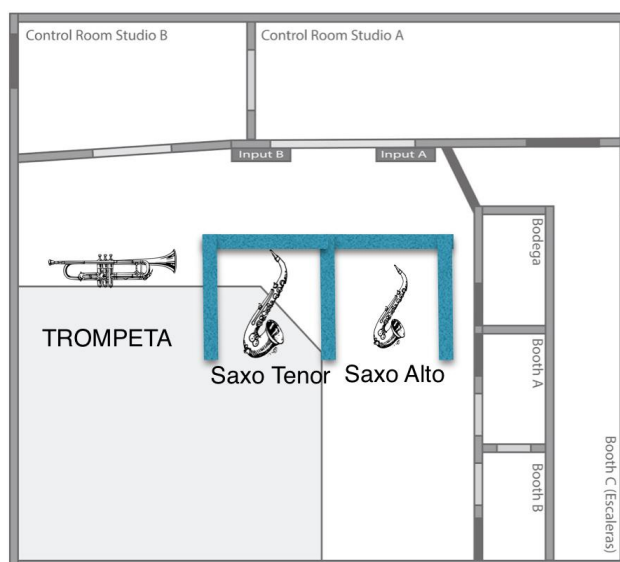 Control Room Studio B
Control Room Studio A
Input B
Input A
Bodega
TROMPETA
Saxo Tenor
Saxo Alto
Booth A
Booth B
Booth C (Escaleras)